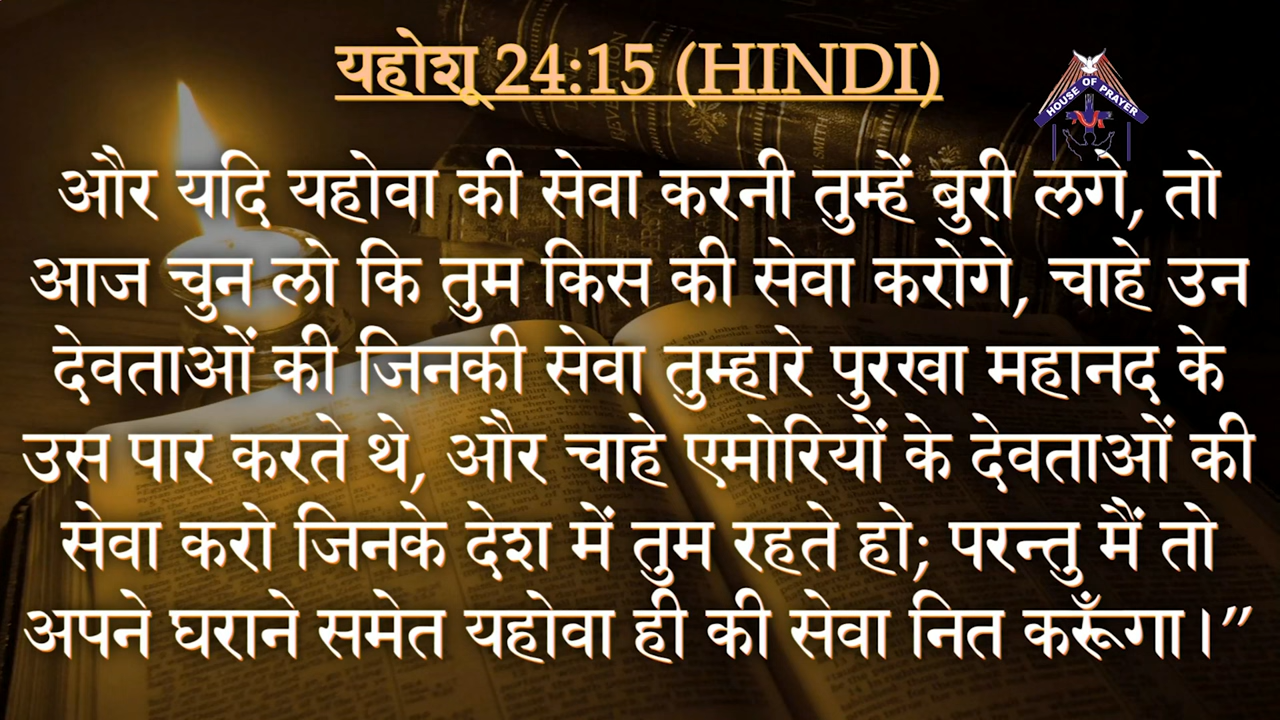 यहोशू 24:15 (HINDI)
HOUSE OF PRAYER
और यदि यहोवा की सेवा करनी तुम्हें बुरी लगे, तो
आज चुन लो कि तुम किस की सेवा करोगे, चाहे उन
देवताओं की जिनकी सेवा तुम्हारे पुरखा महानद के
उस पार करते थे, और चाहे एमोरियों के देवताओं की
सेवा करो जिनके देश में तुम रहते हो; परन्तु मैं तो
अपने घराने समेत यहोवा ही की सेवा नित करूँगा।”